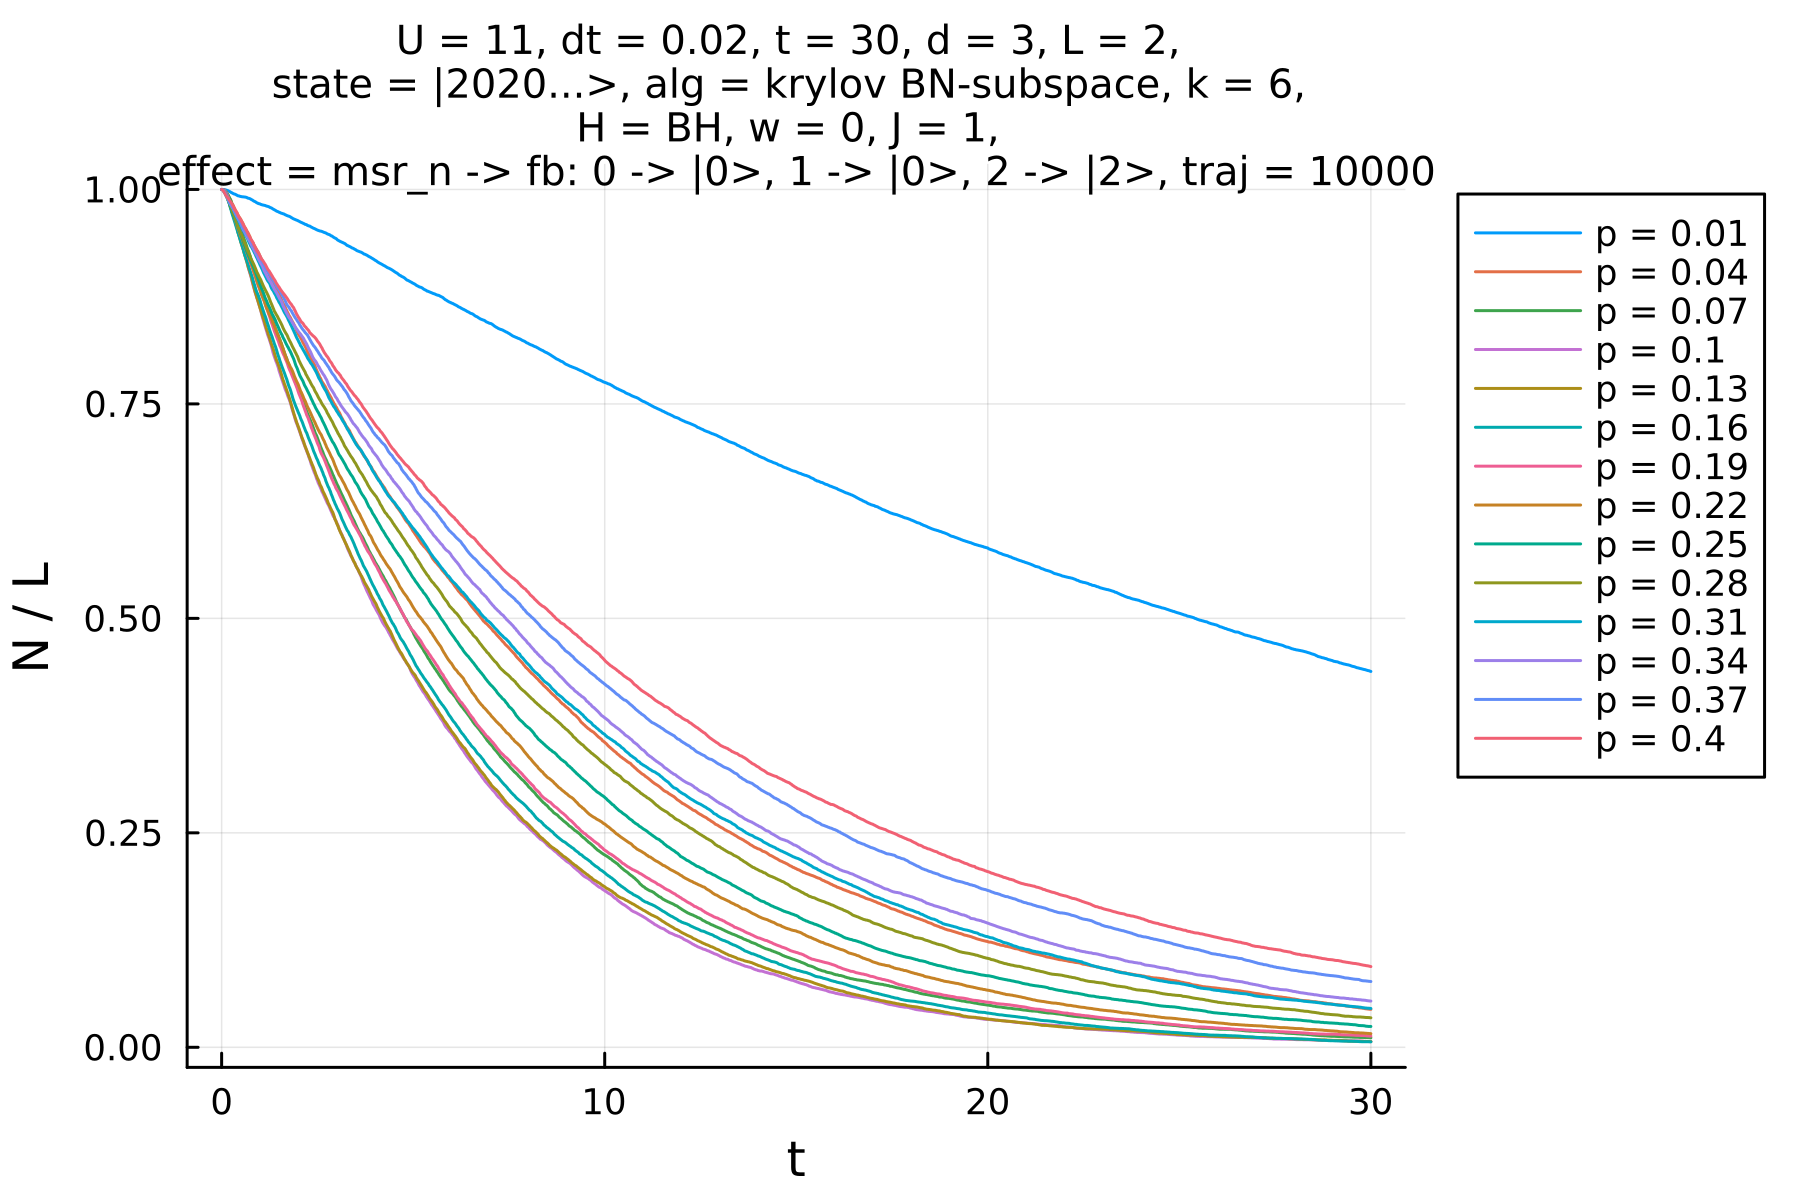 U = 11, dt = 0.02, t = 30, d = 3, L = 2,
state = |2020...>, alg = krylov BN-subspace, k = 6,
H = BH, w = 0, J = 1,
effect = msr_n -> fb: 0 -> |0>, 1 -> |0>, 2 -> |2>, traj = 10000
1.00
0.75
0.50
0.25
0.00
N / L
0
10
20
30
t
p = 0.01
p = 0.04
p = 0.07
p = 0.1
p = 0.13
p = 0.16
p = 0.19
p = 0.22
p = 0.25
p = 0.28
p = 0.31
p = 0.34
p = 0.37
p = 0.4